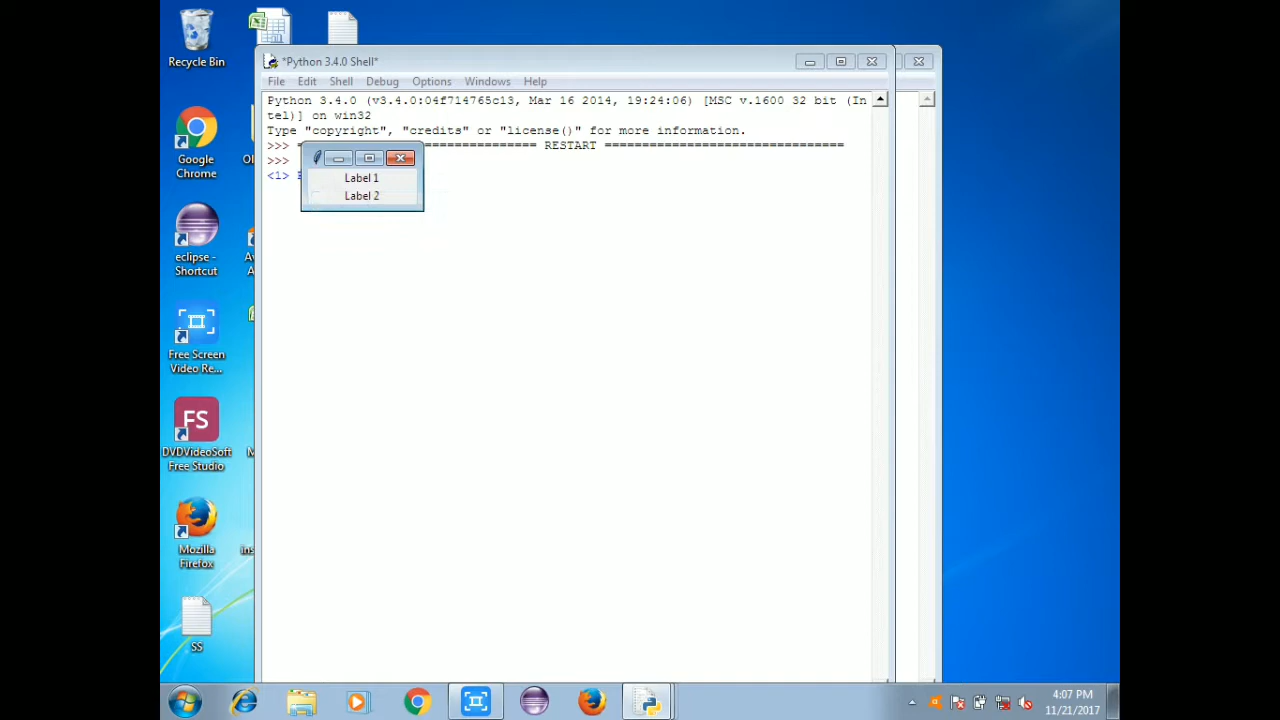 Recycle Bin
Google
Chrome
eclipse -
Shortcut
Free Screen
Video Re...
FS
DVDVideoSoft
Free Studio
Mozilla
Firefox
SS
*Python 3.4.0 Shell*
File Edit Shell Debug Options Windows Help
Python 3.4.0 (v3.4.0:04f714765c13, Mar 16 2014, 19:24:06) [MSC v.1600 32 bit (In
tel)] on win32
Type "copyright", "credits" or "license()" for more information.
>>> ================================ RESTART ================================
>>>
<1>
Label 1
Label 2
4:07 PM
11/21/2017